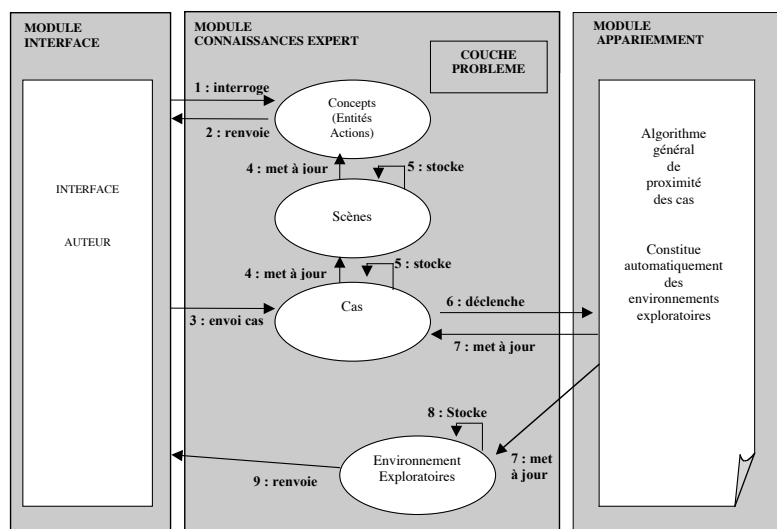 MODULE
INTERFACE
INTERFACE
AUTEUR
MODULE
CONNAISSANCES EXPERT
COUCHE
PROBLEME
1 : interroge
2 : renvoie
Concepts
(Entités
Actions)
4 : met à jour
5 : stocke
Scènes
4 : met à jour
5 : stocke
Cas
3 : envoi cas
6 : déclenche
7 : met à jour
8 : Stocke
Environnement
Exploratoires
7 : met
à jour
9 : renvoie
MODULE
APPARIEMMENT
Algorithme
général
de
proximité
des cas
Constitue
automatiquement
des
environnements
exploratoires